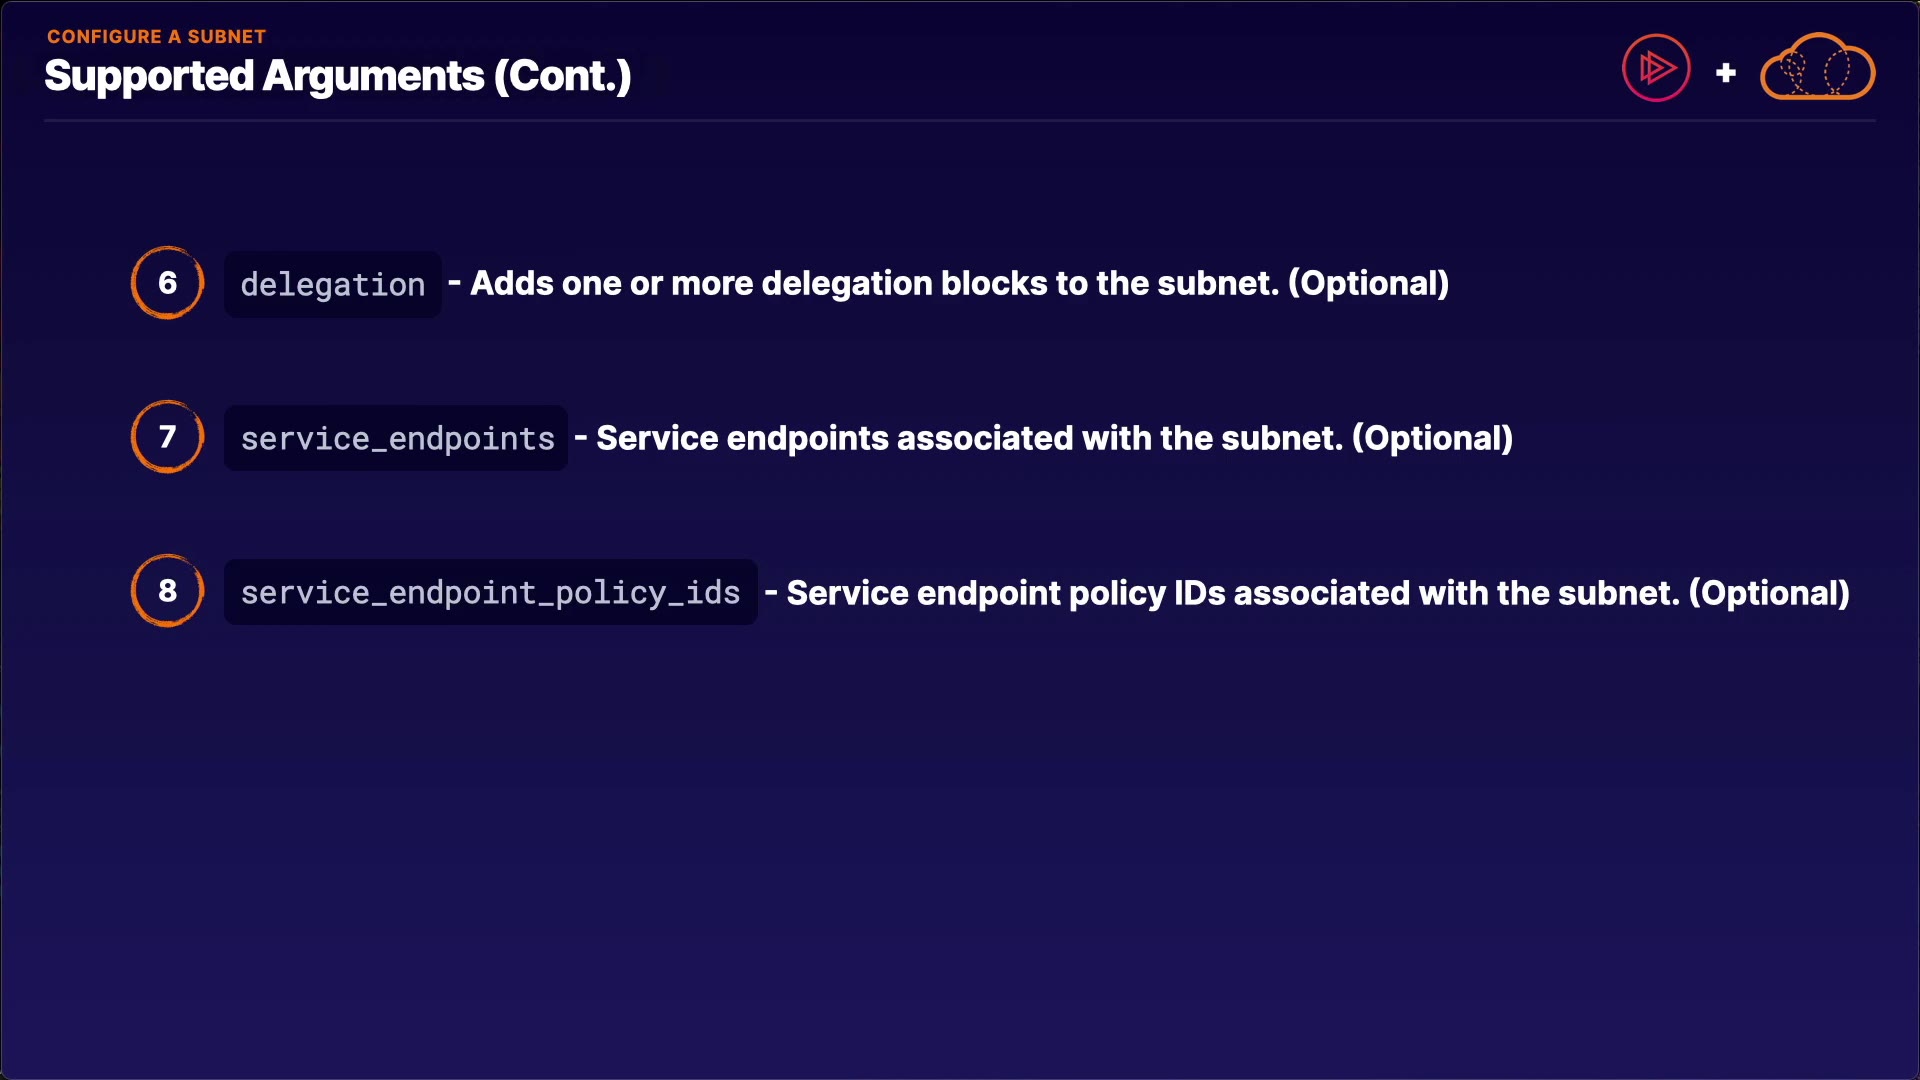 CONFIGURE A SUBNET
Supported Arguments (Cont.)
+
6 delegation - Adds one or more delegation blocks to the subnet. (Optional)
7 service_endpoints - Service endpoints associated with the subnet. (Optional)
8 service_endpoint_policy_ids - Service endpoint policy IDs associated with the subnet. (Optional)